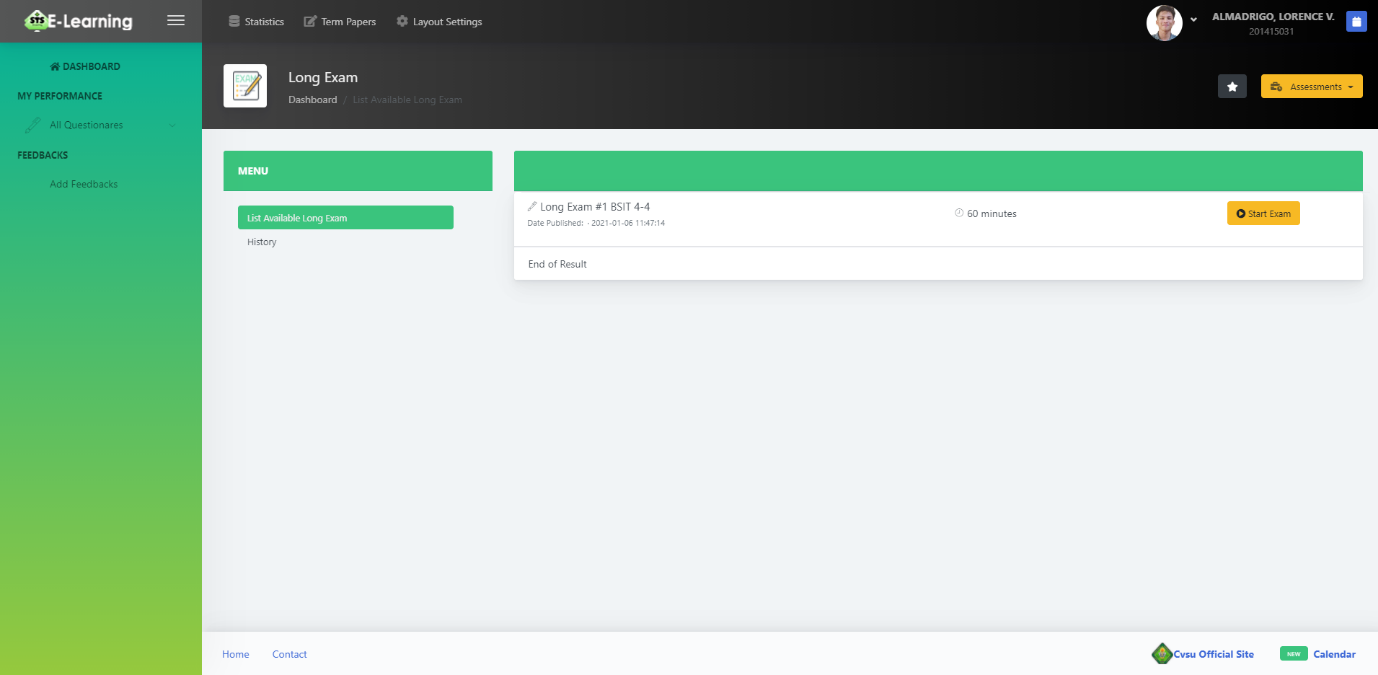 STS E-Learning
Statistics
Term Papers
Layout Settings
ALMADRIGO, LORENCE V.
201415031
DASHBOARD
MY PERFORMANCE
All Questionares
FEEDBACKS
Add Feedbacks
EXAM
Long Exam
Dashboard / List Available Long Exam
Assessments
MENU
List Available Long Exam
History
Long Exam #1 BSIT 4-4
Date Published: - 2021-01-06 11:47:14
60 minutes
Start Exam
End of Result
Home
Contact
Cvsu Official Site
NEW
Calendar